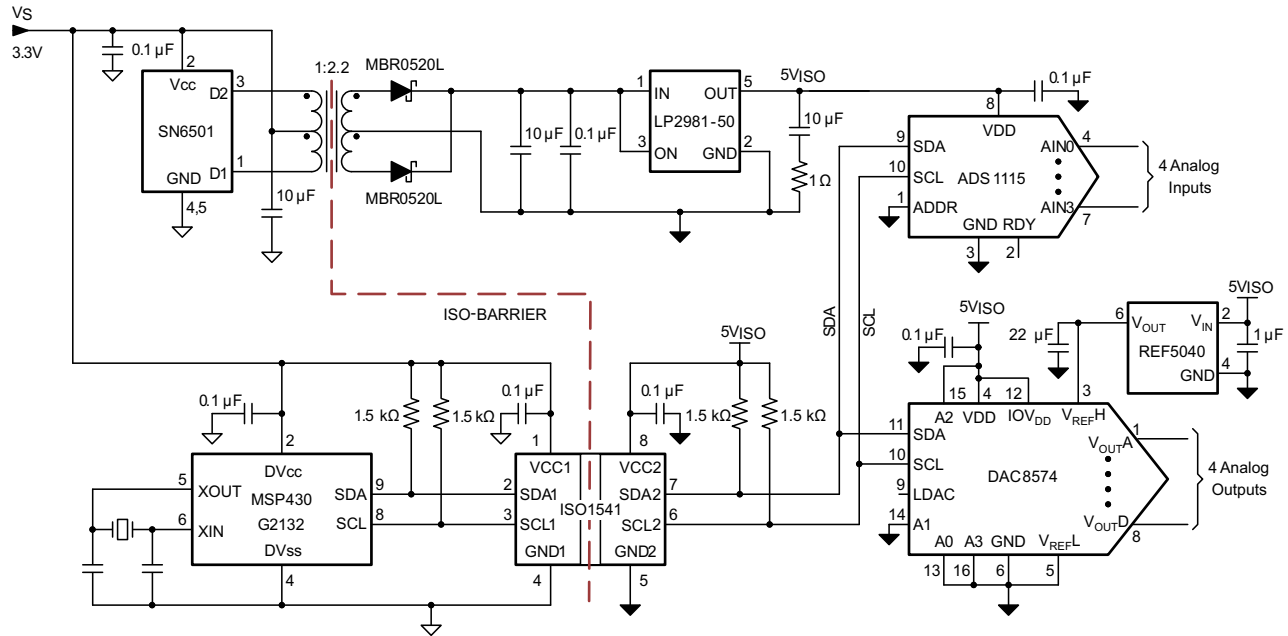 VS
3.3V
0.1 µF
2
Vcc
D2
3
SN6501
D1
1
GND
4,5
10 µF
1:2.2
MBR0520L
MBR0520L
10 µF
0.1 µF
1
IN
OUT
5
LP2981-50
3
ON
GND
2
5VISO
10 µF
1 Ω
0.1 µF
8
VDD
9
SDA
10
SCL
1
ADDR
ADS1115
AIN0
4
AIN3
7
GND
RDY
3
2
4 Analog
Inputs
ISO-BARRIER
SDA
SCL
0.1 µF
2
DVcc
5
XOUT
MSP430
G2132
6
XIN
SDA
9
SCL
8
DVss
4
1.5 kΩ
1.5 kΩ
0.1 µF
1
VCC1
2
SDA1
3
SCL1
GND1
4
ISO1541
5VISO
0.1 µF
8
VCC2
SDA2
7
SCL2
6
GND2
5
1.5 kΩ
1.5 kΩ
5VISO
0.1 µF
15
4
12
3
A2
VDD
IOVDD
VREFH
11
SDA
10
SCL
9
LDAC
14
A1
DAC8574
VOUTA
1
VOUTD
8
A0
A3
GND
VREFL
13
16
6
5
4 Analog
Outputs
22
µF
6
VOUT
VIN
2
REF5040
GND
4
5VISO
1 µF